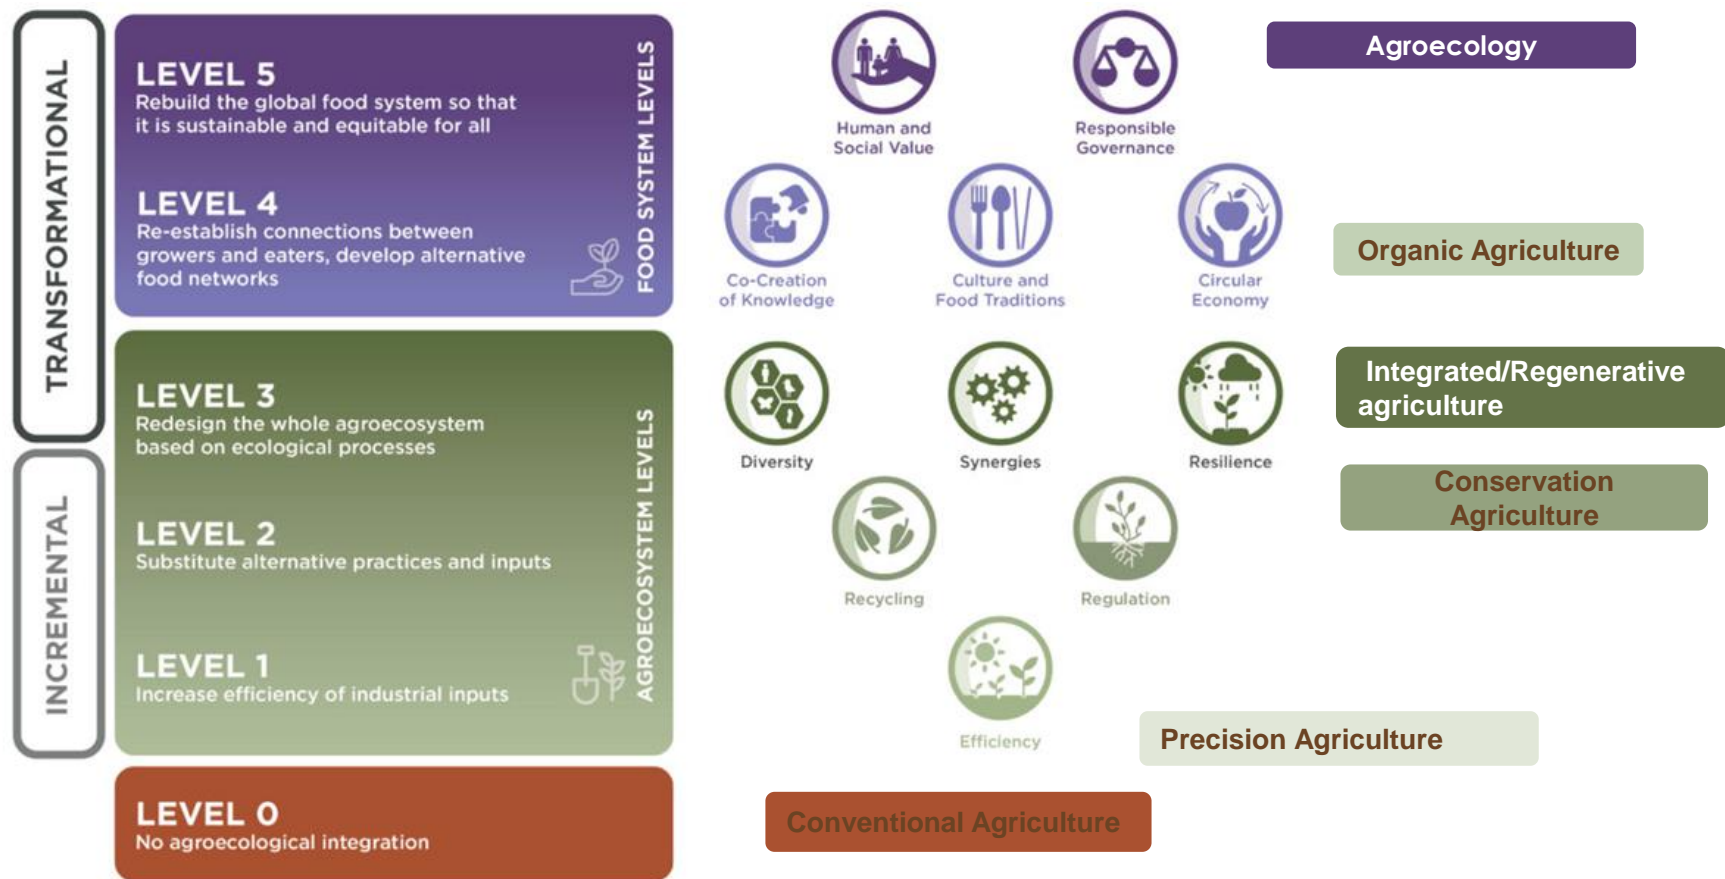 TRANSFORMATIONAL
INCREMENTAL
LEVEL 5
Rebuild the global food system so that
it is sustainable and equitable for all
LEVEL 4
Re-establish connections between
growers and eaters, develop alternative
food networks
FOOD SYSTEM LEVELS
LEVEL 3
Redesign the whole agroecosystem
based on ecological processes
LEVEL 2
Substitute alternative practices and inputs
LEVEL 1
Increase efficiency of industrial inputs
AGROECOSYSTEM LEVELS
LEVEL 0
No agroecological integration
Human and
Social Value
Responsible
Governance
Co-Creation
of Knowledge
Culture and
Food Traditions
Circular
Economy
Diversity
Synergies
Resilience
Recycling
Regulation
Efficiency
Agroecology
Organic Agriculture
Integrated/Regenerative
agriculture
Conservation
Agriculture
Precision Agriculture
Conventional Agriculture